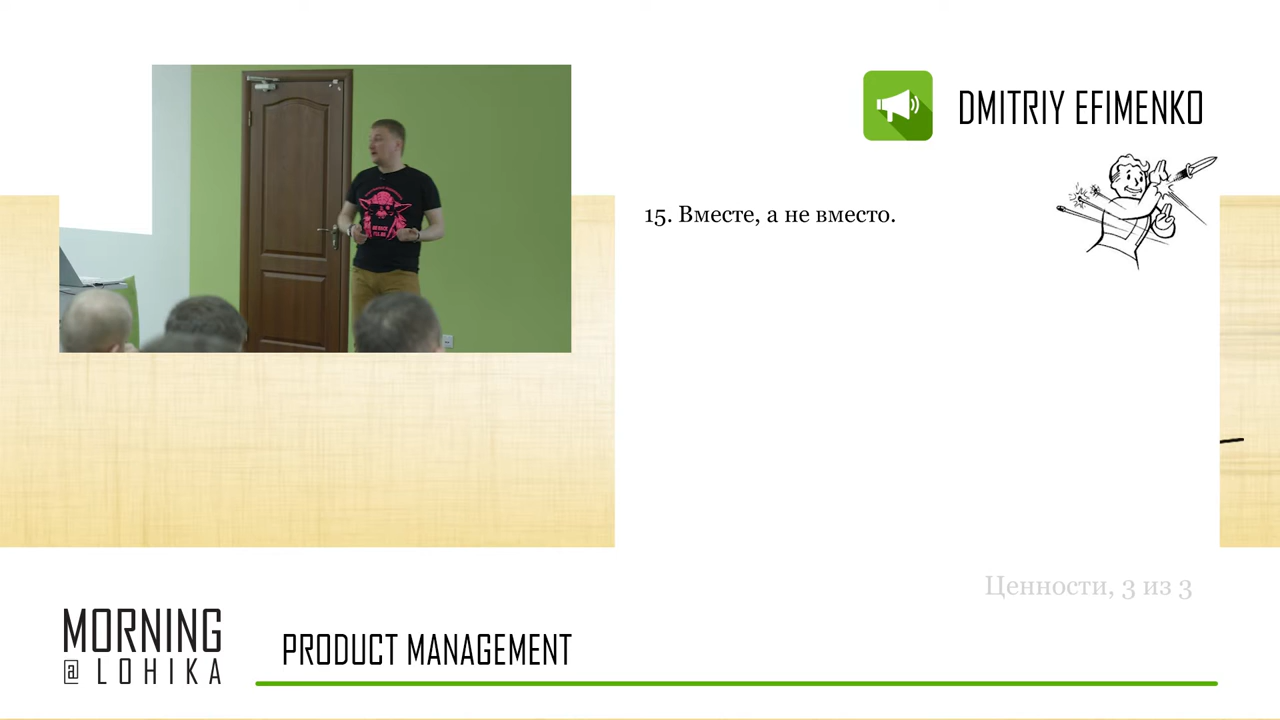 DMITRIY EFIMENKO
15. Вместе, а не вместо.
Ценности, 3 из 3
MORNING
@ LOHIKA
PRODUCT MANAGEMENT